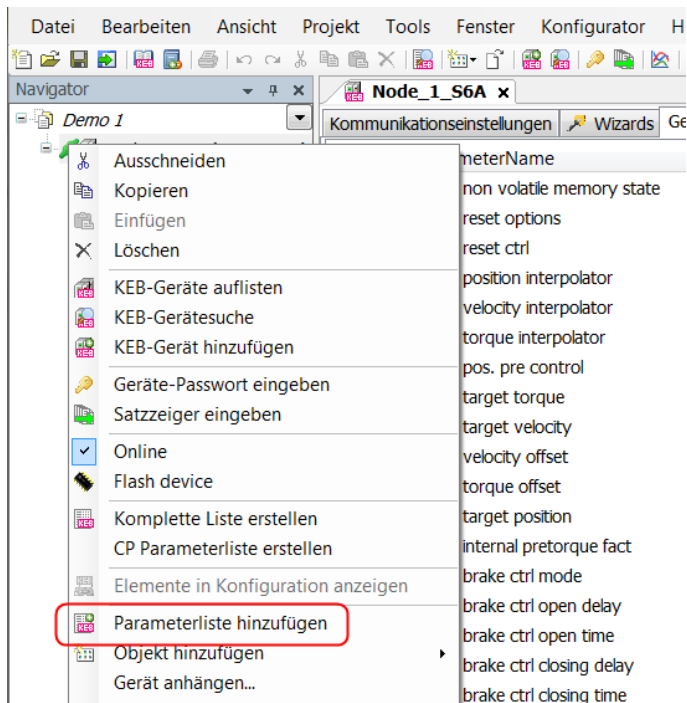 Datei Bearbeiten Ansicht Projekt Tools Fenster Konfigurator H
Navigator
Node_1_S6A x
Demo 1
Kommunikationseinstellungen Wizards Ge
meterName
Ausschneiden
non volatile memory state
Kopieren
reset options
Einfügen
reset ctrl
Löschen
position interpolator
KEB-Geräte auflisten
velocity interpolator
KEB-Gerätesuche
torque interpolator
KEB-Gerät hinzufügen
pos. pre control
Geräte-Passwort eingeben
target torque
Satzzeiger eingeben
target velocity
Online
velocity offset
Flash device
torque offset
Komplette Liste erstellen
target position
CP Parameterliste erstellen
internal pretorque fact
Elemente in Konfiguration anzeigen
brake ctrl mode
Parameterliste hinzufügen
brake ctrl open delay
Objekt hinzufügen
brake ctrl open time
Gerät anhängen...
brake ctrl closing delay
brake ctrl closing time